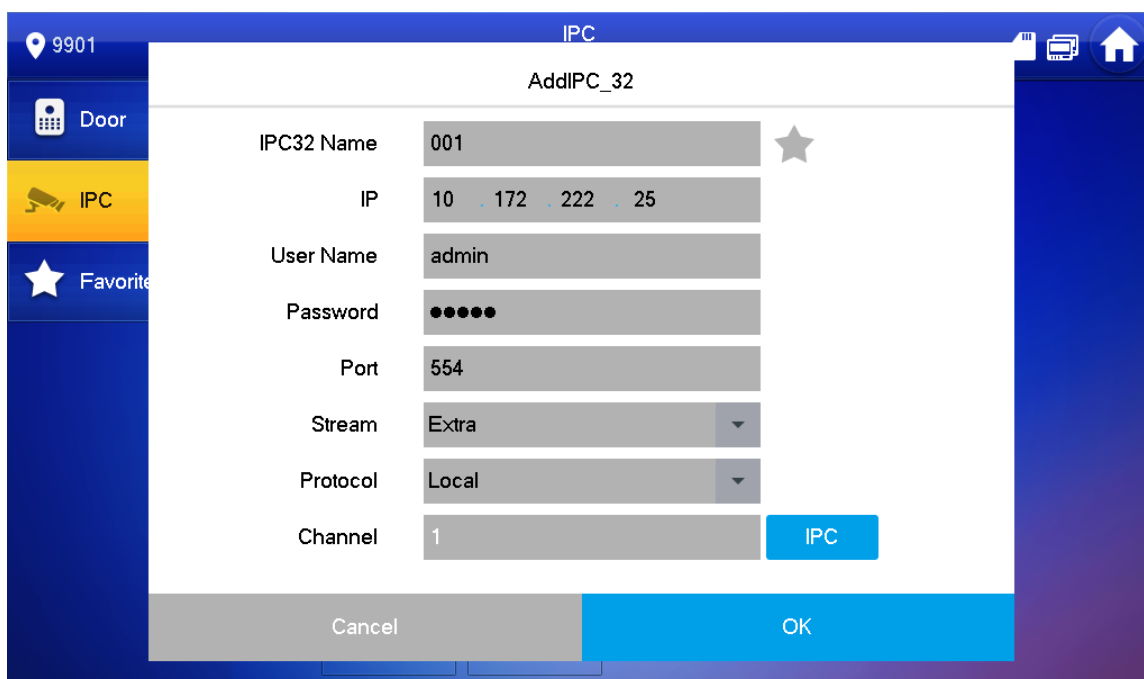 9901
IPC
Door
IPC
Favorite
AddIPC_32
IPC32 Name 001
IP 10 . 172 . 222 . 25
User Name admin
Password ●●●●●
Port 554
Stream Extra
Protocol Local
Channel 1 IPC
Cancel OK